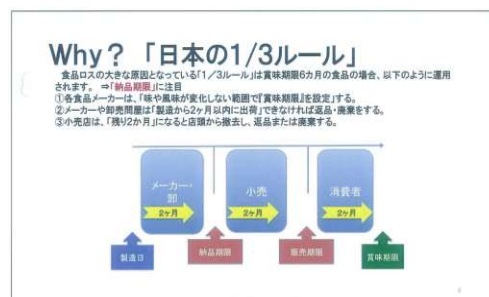 Why? 「日本の1/3ルール」
食品ロスの大きな原因となっている「1/3ルール」は賞味期限6カ月の食品の場合、以下のように運用
されます。 ⇒「納品期限」に注目
①各食品メーカーは、「味や風味が変化しない範囲で『賞味期限』を設定」する。
②メーカーや卸売問屋は「製造から2ヶ月以内に出荷」できなければ返品・廃棄をする。
③小売店は、「残り2か月」になると店頭から撤去し、返品または廃棄する。
メーカー・
卸
小売
消費者
2ヶ月
2ヶ月
2ヶ月
製造日
納品期限
販売期限
賞味期限